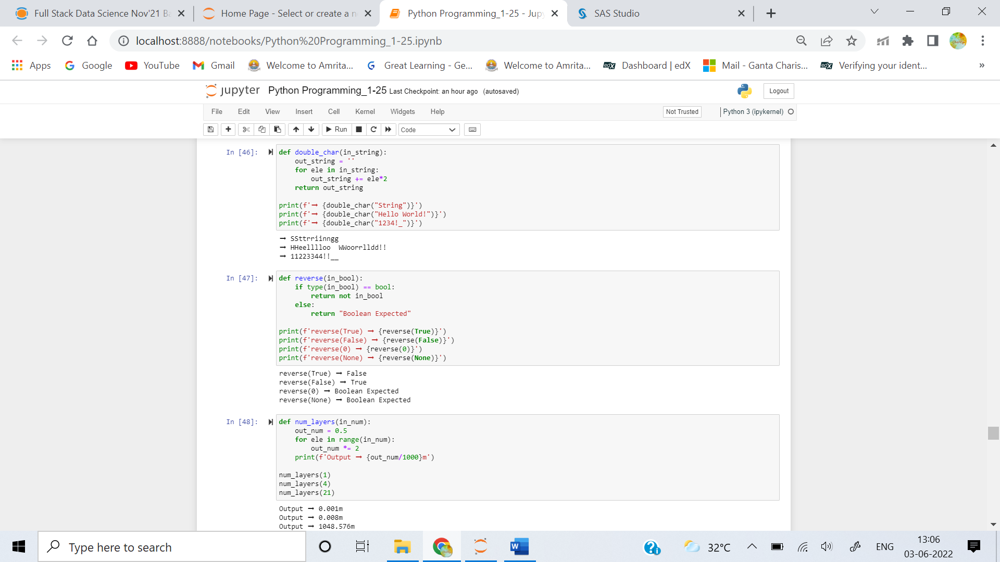 Full Stack Data Science Nov'21 Ba
Home Page - Select or create a n
Python Programming_1-25 - Jupy
SAS Studio
localhost:8888/notebooks/Python%20Programming_1-25.ipynb
Apps
Google
YouTube
Gmail
Welcome to Amrita...
Great Learning - Ge...
Welcome to Amrita...
Dashboard | edX
Mail - Ganta Charis...
Verifying your ident...
»
jupyter Python Programming_1-25 Last Checkpoint: an hour ago (autosaved)
Logout
File Edit View Insert Cell Kernel Widgets Help
Not Trusted
Python 3 (ipykernel)
Run
Code
In [46]:
def double_char(in_string):
    out_string = ''
    for ele in in_string:
        out_string += ele*2
    return out_string
print(f'→ {double_char("String")}')
print(f'→ {double_char("Hello World!")}')
print(f'→ {double_char("1234!_")}')
→ SSttrriinngg
→ HHeelllloo  WWoorrlldd!!
→ 11223344!!__
In [47]:
def reverse(in_bool):
    if type(in_bool) == bool:
        return not in_bool
    else:
        return "Boolean Expected"
print(f'reverse(True) → {reverse(True)}')
print(f'reverse(False) → {reverse(False)}')
print(f'reverse(0) → {reverse(0)}')
print(f'reverse(None) → {reverse(None)}')
reverse(True) → False
reverse(False) → True
reverse(0) → Boolean Expected
reverse(None) → Boolean Expected
In [48]:
def num_layers(in_num):
    out_num = 0.5
    for ele in range(in_num):
        out_num *= 2
    print(f'Output → {out_num/1000}m')
num_layers(1)
num_layers(4)
num_layers(21)
Output → 0.001m
Output → 0.008m
Output → 1048.576m
Type here to search
32°C
ENG
13:06
03-06-2022